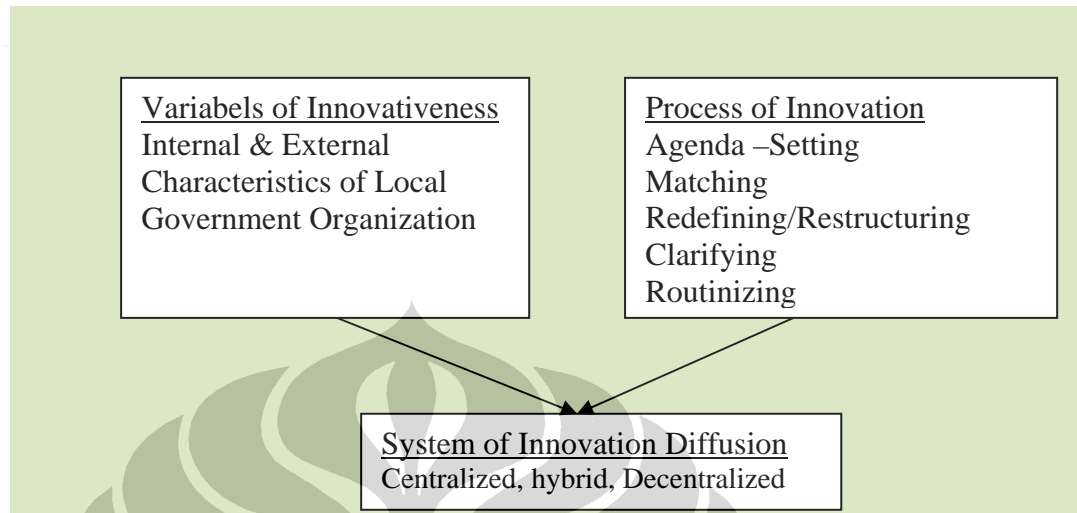 Variabels of Innovativeness
Internal & External
Characteristics of Local
Government Organization
Process of Innovation
Agenda –Setting
Matching
Redefining/Restructuring
Clarifying
Routinizing
System of Innovation Diffusion
Centralized, hybrid, Decentralized